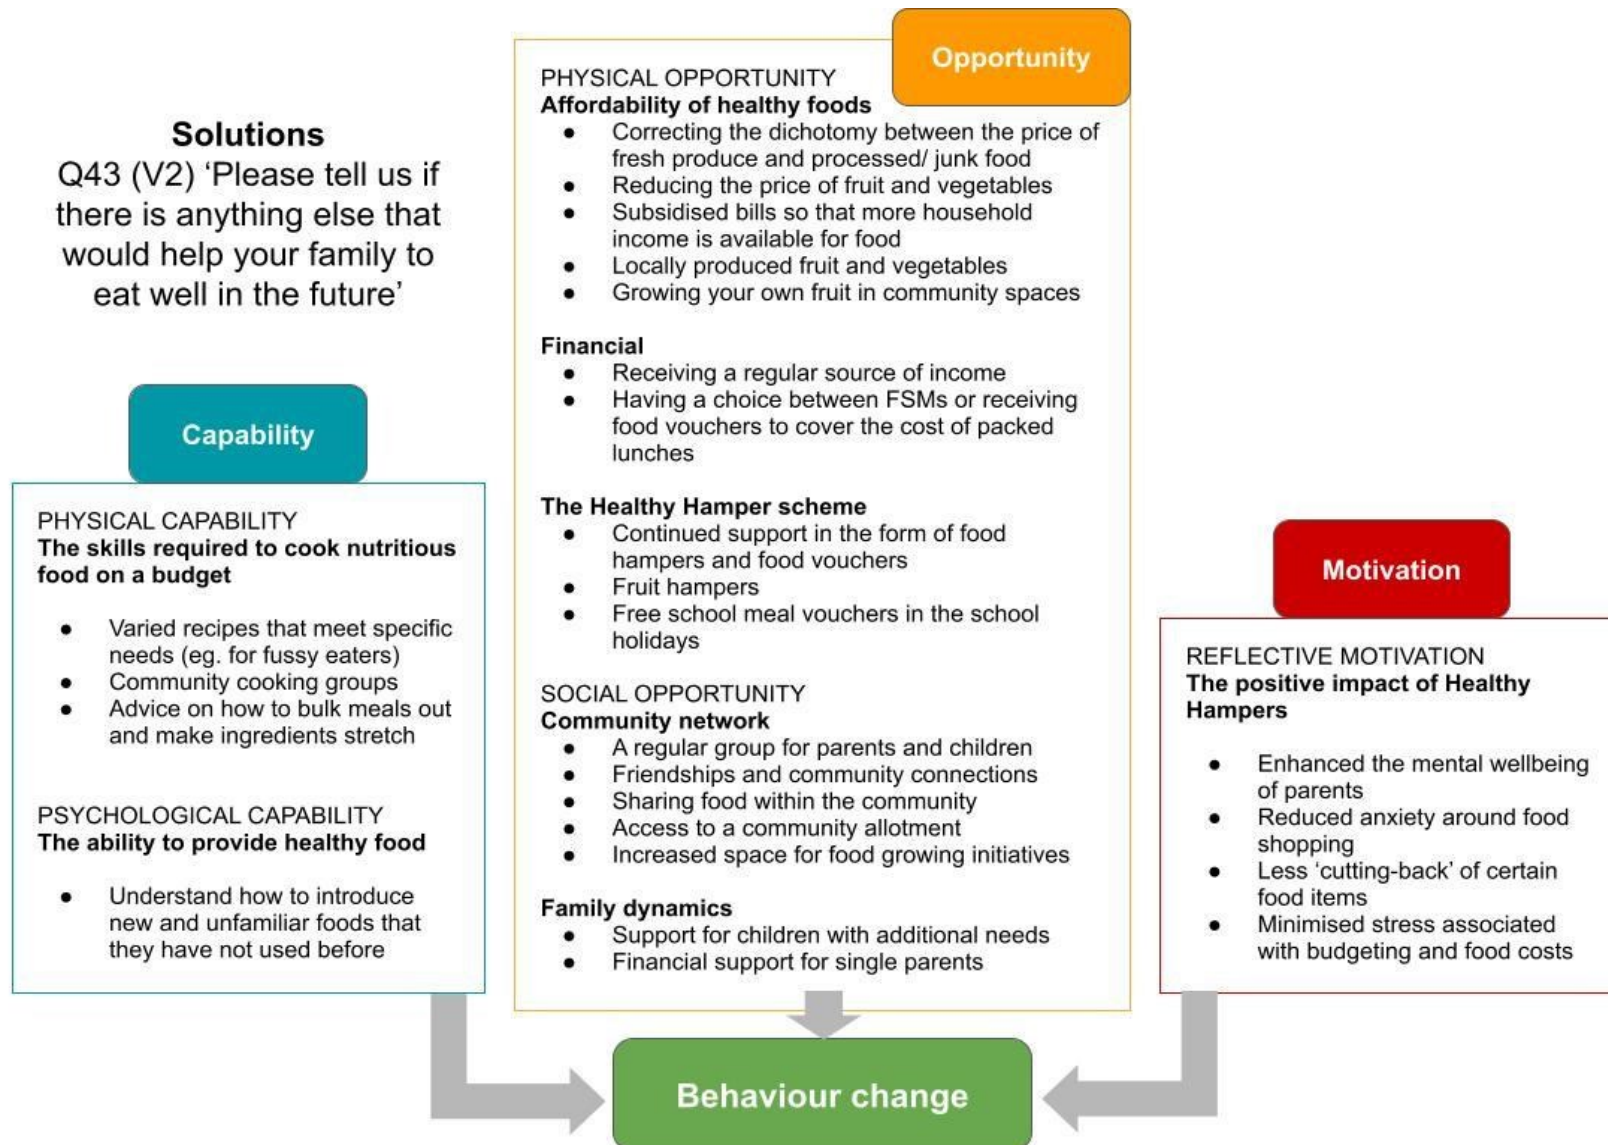 Solutions
Q43 (V2) ‘Please tell us if
there is anything else that
would help your family to
eat well in the future’
Capability
PHYSICAL CAPABILITY
The skills required to cook nutritious
food on a budget
● Varied recipes that meet specific
needs (eg. for fussy eaters)
● Community cooking groups
● Advice on how to bulk meals out
and make ingredients stretch
PSYCHOLOGICAL CAPABILITY
The ability to provide healthy food
● Understand how to introduce
new and unfamiliar foods that
they have not used before
Opportunity
PHYSICAL OPPORTUNITY
Affordability of healthy foods
● Correcting the dichotomy between the price of
fresh produce and processed/ junk food
● Reducing the price of fruit and vegetables
● Subsidised bills so that more household
income is available for food
● Locally produced fruit and vegetables
● Growing your own fruit in community spaces
Financial
● Receiving a regular source of income
● Having a choice between FSMs or receiving
food vouchers to cover the cost of packed
lunches
The Healthy Hamper scheme
● Continued support in the form of food
hampers and food vouchers
● Fruit hampers
● Free school meal vouchers in the school
holidays
SOCIAL OPPORTUNITY
Community network
● A regular group for parents and children
● Friendships and community connections
● Sharing food within the community
● Access to a community allotment
● Increased space for food growing initiatives
Family dynamics
● Support for children with additional needs
● Financial support for single parents
Motivation
REFLECTIVE MOTIVATION
The positive impact of Healthy
Hampers
● Enhanced the mental wellbeing
of parents
● Reduced anxiety around food
shopping
● Less ‘cutting-back’ of certain
food items
● Minimised stress associated
with budgeting and food costs
Behaviour change